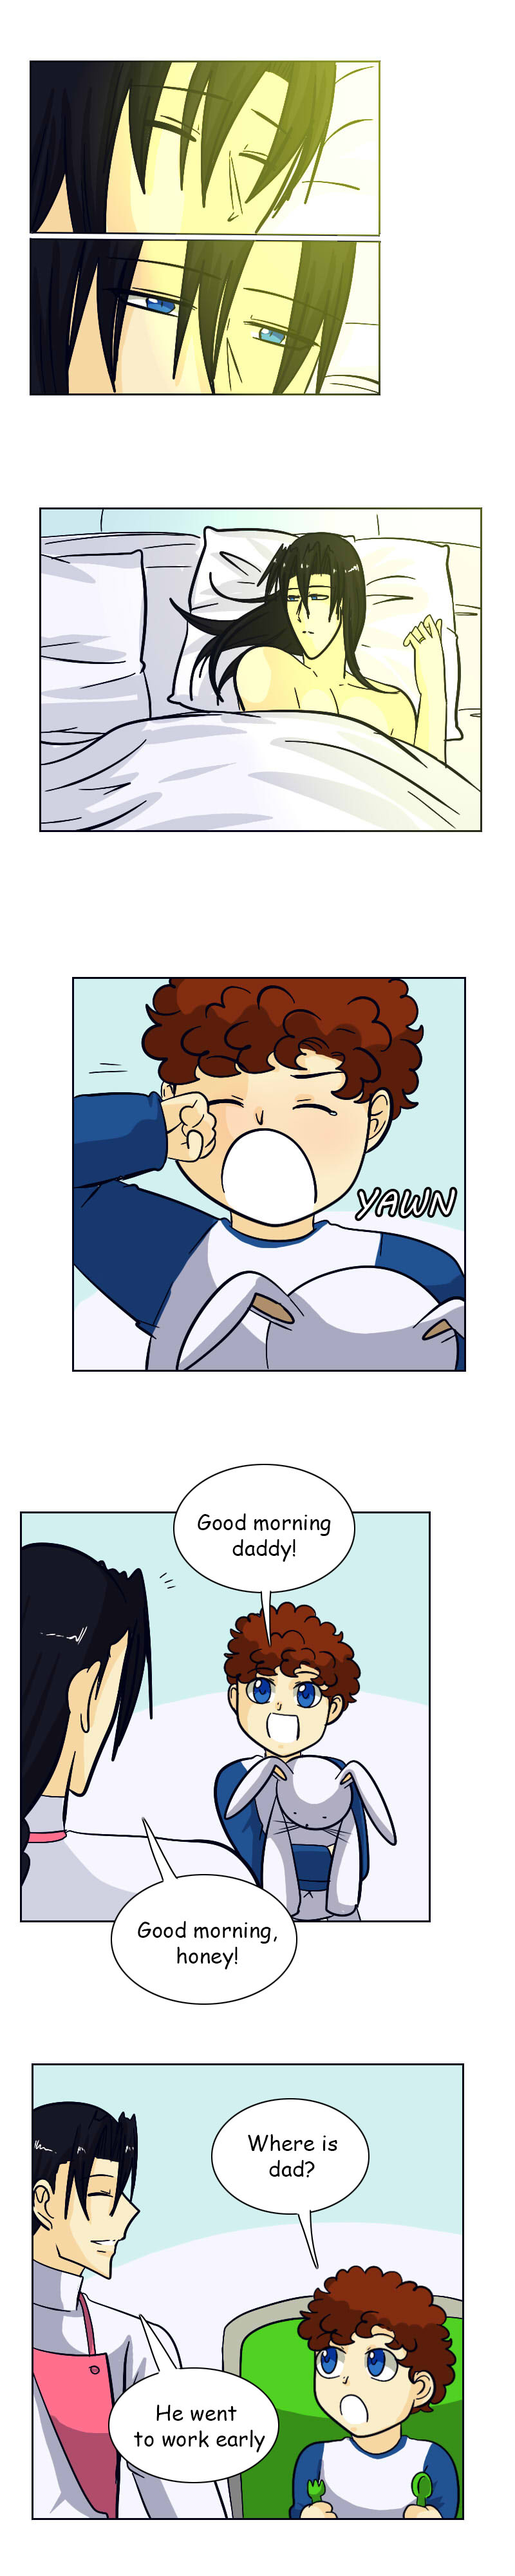 YAWN
Good morning
daddy!
Good morning,
honey!
Where is
dad?
He went
to work early